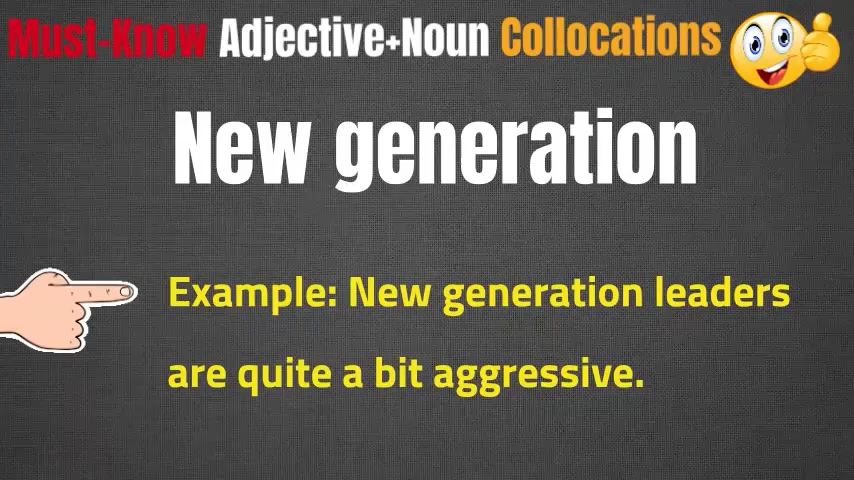 Must-Know Adjective+Noun Collocations
New generation
Example: New generation leaders
are quite a bit aggressive.